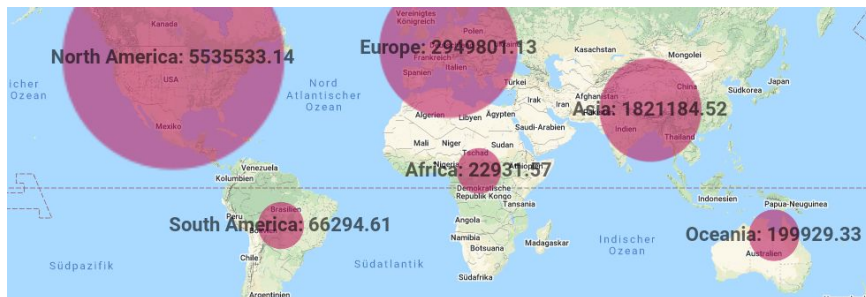 Kanada
Vereinigtes
Königreich
Polen
North America: 5535533.14
Europe: 2949801.13
Frankreich
Kasachstan
Mongolei
Spanien
Italien
Türkei
USA
Nord
Atlantischer
Ozean
ischer
Ozean
Afghanistan
China
Japan
Südkorea
Irak
Iran
Asia: 1821184.52
Algerien
Libyen
Ägypten
Saudi-Arabien
Indien
Thailand
Mexiko
Mali
Niger
Sudan
Tschad
Venezuela
Kolumbien
Africa: 22931.57
Demokratische
Republik Kongo
Tansania
Indonesien
Papua-Neuguinea
Peru
Brasilien
South America: 66294.61
Angola
Namibia
Botsuana
Madagaskar
Indischer
Ozean
Oceania: 199929.33
Australien
Chile
Südpazifik
Südatlantik
Südafrika
Argentinien